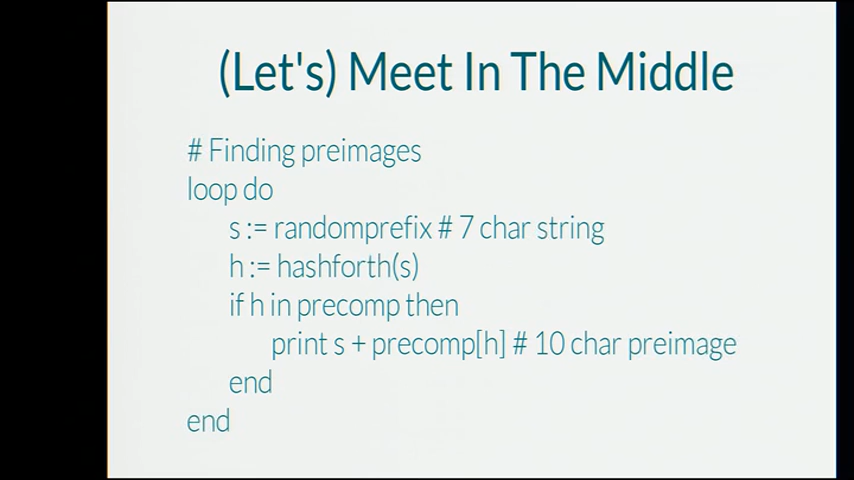 (Let's) Meet In The Middle
# Finding preimages
loop do
s := randomprefix # 7 char string
h := hashforth(s)
if h in precomp then
print s + precomp[h] # 10 char preimage
end
end